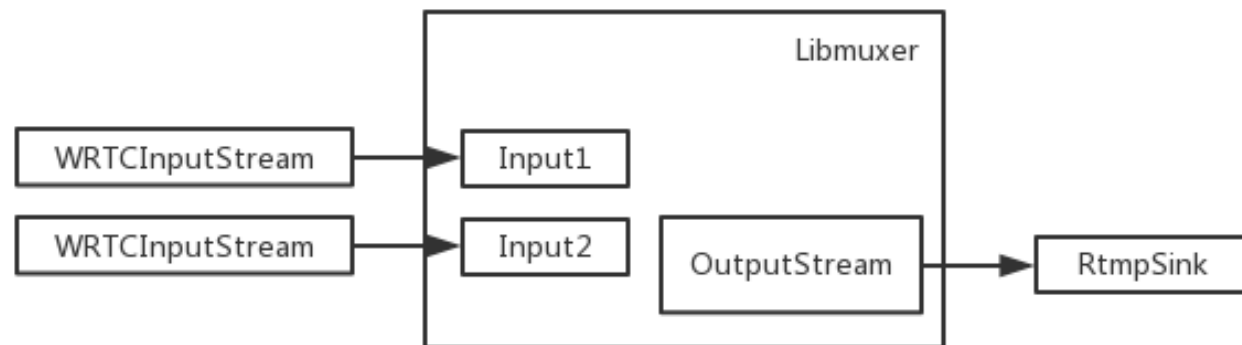 Libmuxer
WRTCInputStream
Input1
WRTCInputStream
Input2
OutputStream
RtmpSink